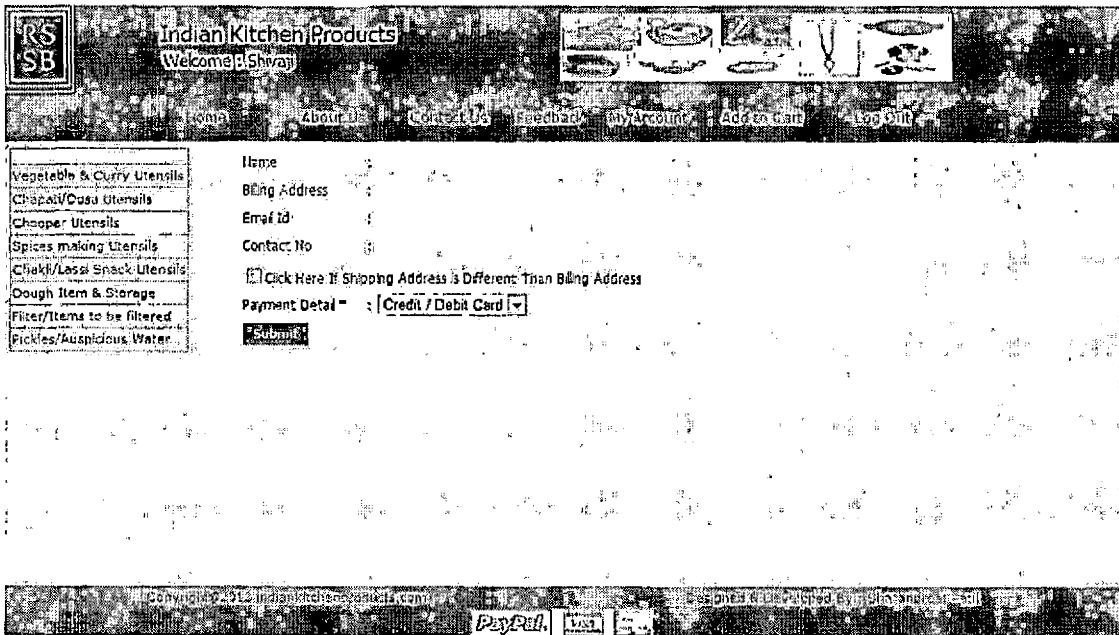 RS
SB
Indian Kitchen Products
Welcome B.Shivaji
Home About Us Contact Us Feedback My Account Add to Cart Log Out
Vegetable & Curry Utensils
Chapati/Dosa Utensils
Chopper Utensils
Spices making Utensils
Chakli/Lassi Snack Utensils
Dough Item & Storage
Filter/Items to be filtered
Pickles/Auspicious Water
Name :
Billing Address :
Email Id :
Contact No :
Click Here If Shipping Address is Different Than Billing Address
Payment Detail * : Credit / Debit Card
Submit
Copyright@2012
PayPal